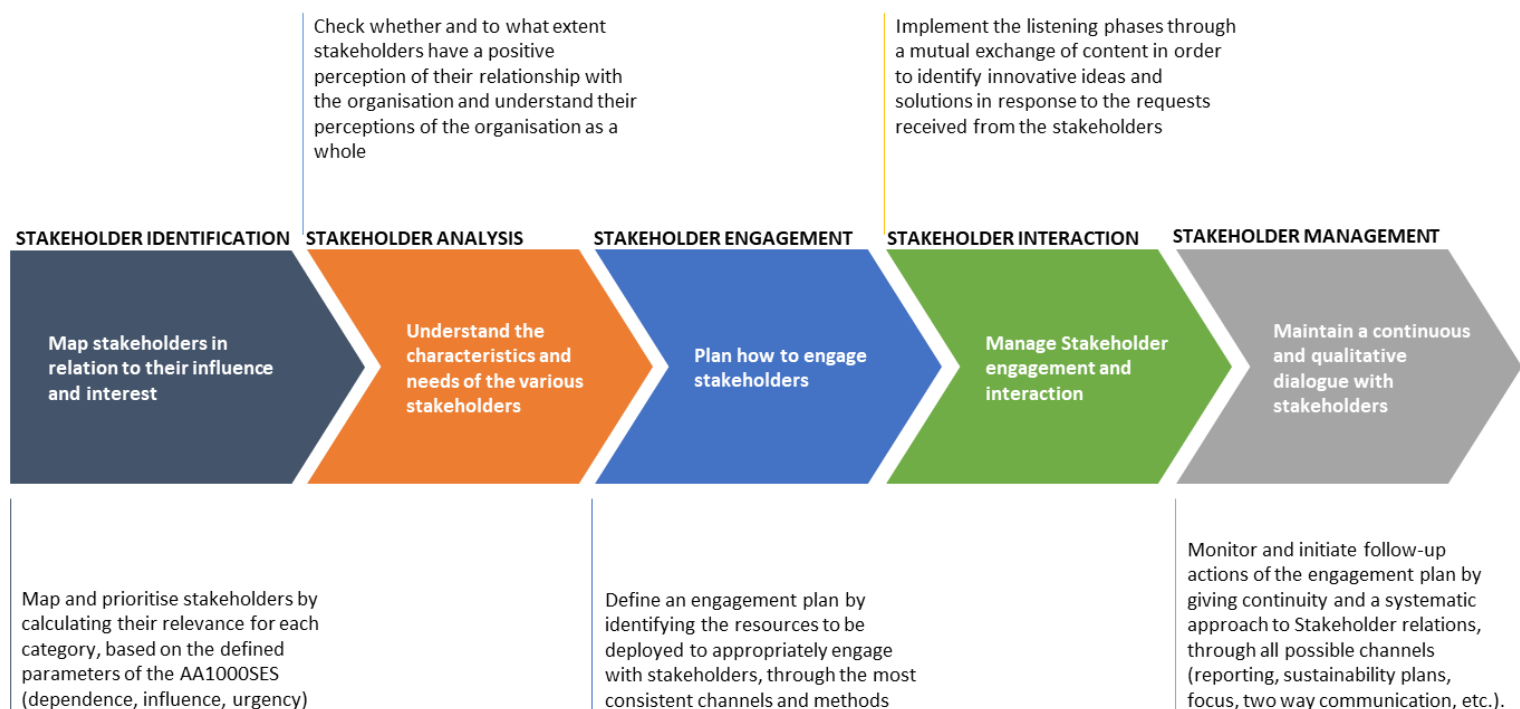 Check whether and to what extent
stakeholders have a positive
perception of their relationship with
the organisation and understand their
perceptions of the organisation as a
whole
Implement the listening phases through
a mutual exchange of content in order
to identify innovative ideas and
solutions in response to the requests
received from the stakeholders
STAKEHOLDER IDENTIFICATION
STAKEHOLDER ANALYSIS
STAKEHOLDER ENGAGEMENT
STAKEHOLDER INTERACTION
STAKEHOLDER MANAGEMENT
Map stakeholders in
relation to their influence
and interest
Understand the
characteristics and
needs of the various
stakeholders
Plan how to engage
stakeholders
Manage Stakeholder
engagement and
interaction
Maintain a continuous
and qualitative
dialogue with
stakeholders
Map and prioritise stakeholders by
calculating their relevance for each
category, based on the defined
parameters of the AA1000SES
(dependence, influence, urgency)
Define an engagement plan by
identifying the resources to be
deployed to appropriately engage
with stakeholders, through the most
consistent channels and methods
Monitor and initiate follow-up
actions of the engagement plan by
giving continuity and a systematic
approach to Stakeholder relations,
through all possible channels
(reporting, sustainability plans,
focus, two way communication, etc.).